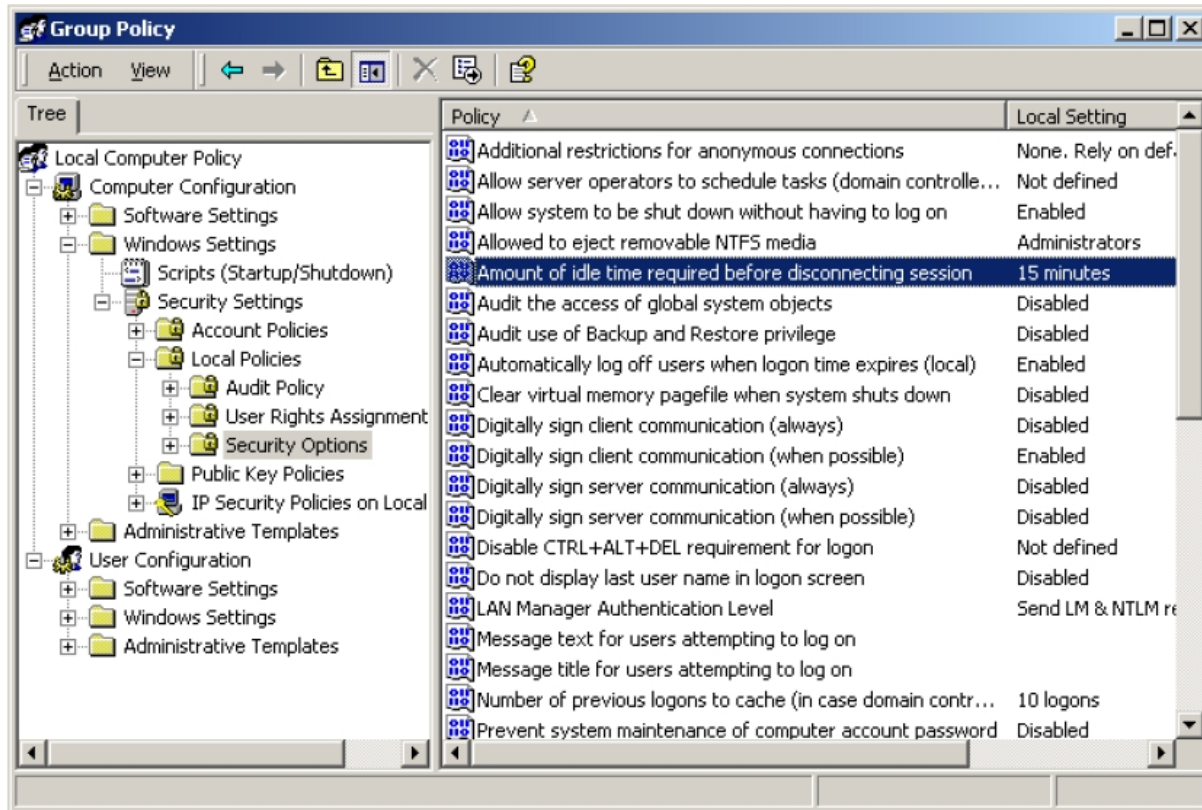 Group Policy
Action View
Tree
Local Computer Policy
Computer Configuration
Software Settings
Windows Settings
Scripts (Startup/Shutdown)
Security Settings
Account Policies
Local Policies
Audit Policy
User Rights Assignment
Security Options
Public Key Policies
IP Security Policies on Local
Administrative Templates
User Configuration
Software Settings
Windows Settings
Administrative Templates
Policy Local Setting
Additional restrictions for anonymous connections None. Rely on def
Allow server operators to schedule tasks (domain controlle... Not defined
Allow system to be shut down without having to log on Enabled
Allowed to eject removable NTFS media Administrators
Amount of idle time required before disconnecting session 15 minutes
Audit the access of global system objects Disabled
Audit use of Backup and Restore privilege Disabled
Automatically log off users when logon time expires (local) Enabled
Clear virtual memory pagefile when system shuts down Disabled
Digitally sign client communication (always) Disabled
Digitally sign client communication (when possible) Enabled
Digitally sign server communication (always) Disabled
Digitally sign server communication (when possible) Disabled
Disable CTRL+ALT+DEL requirement for logon Not defined
Do not display last user name in logon screen Disabled
LAN Manager Authentication Level Send LM & NTLM re
Message text for users attempting to log on
Message title for users attempting to log on
Number of previous logons to cache (in case domain contr... 10 logons
Prevent system maintenance of computer account password Disabled